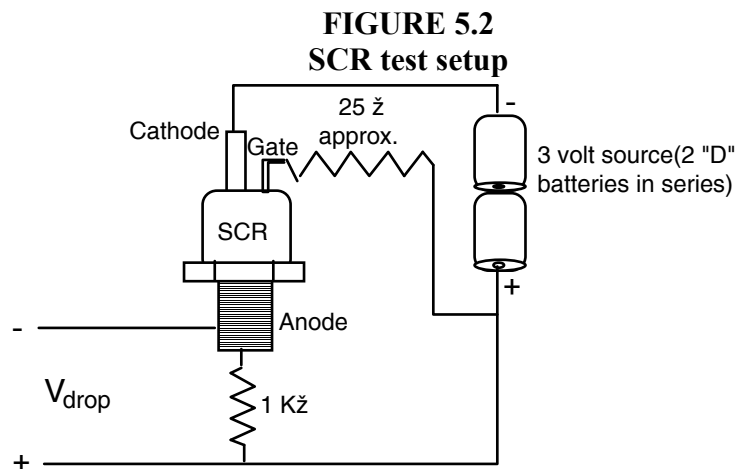 FIGURE 5.2
SCR test setup
25 ž
approx.
Cathode
Gate
-
3 volt source(2 "D"
batteries in series)
SCR
+
Anode
-
Vdrop
1 Kž
+